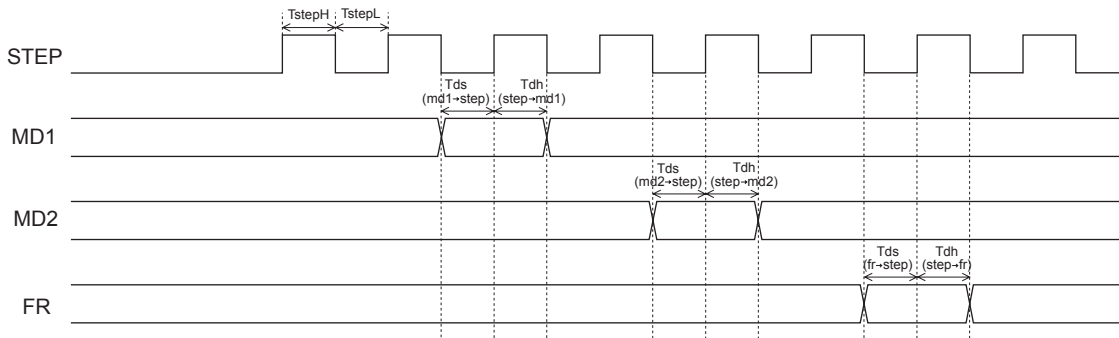 TstepH TstepL
STEP
Tds Tdh
(md1→step) (step→md1)
MD1
Tds Tdh
(md2→step) (step→md2)
MD2
Tds Tdh
(fr→step) (step→fr)
FR